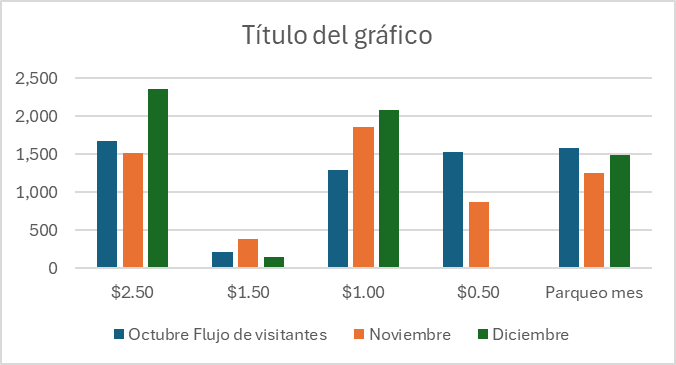 Título del gráfico
2,500
2,000
1,500
1,000
500
0
$2.50 $1.50 $1.00 $0.50 Parqueo mes
Octubre Flujo de visitantes Noviembre Diciembre